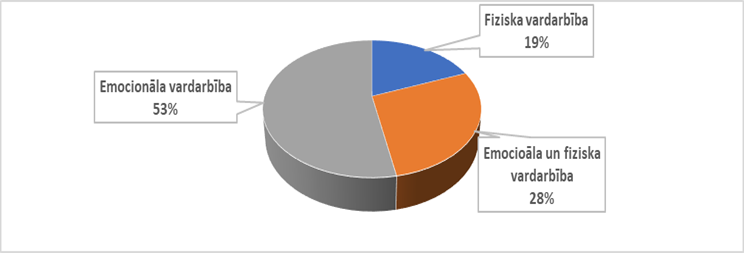 Fiziska vardarbība
19%
Emocionāla vardarbība
53%
Emocioāla un fiziska
vardarbība
28%